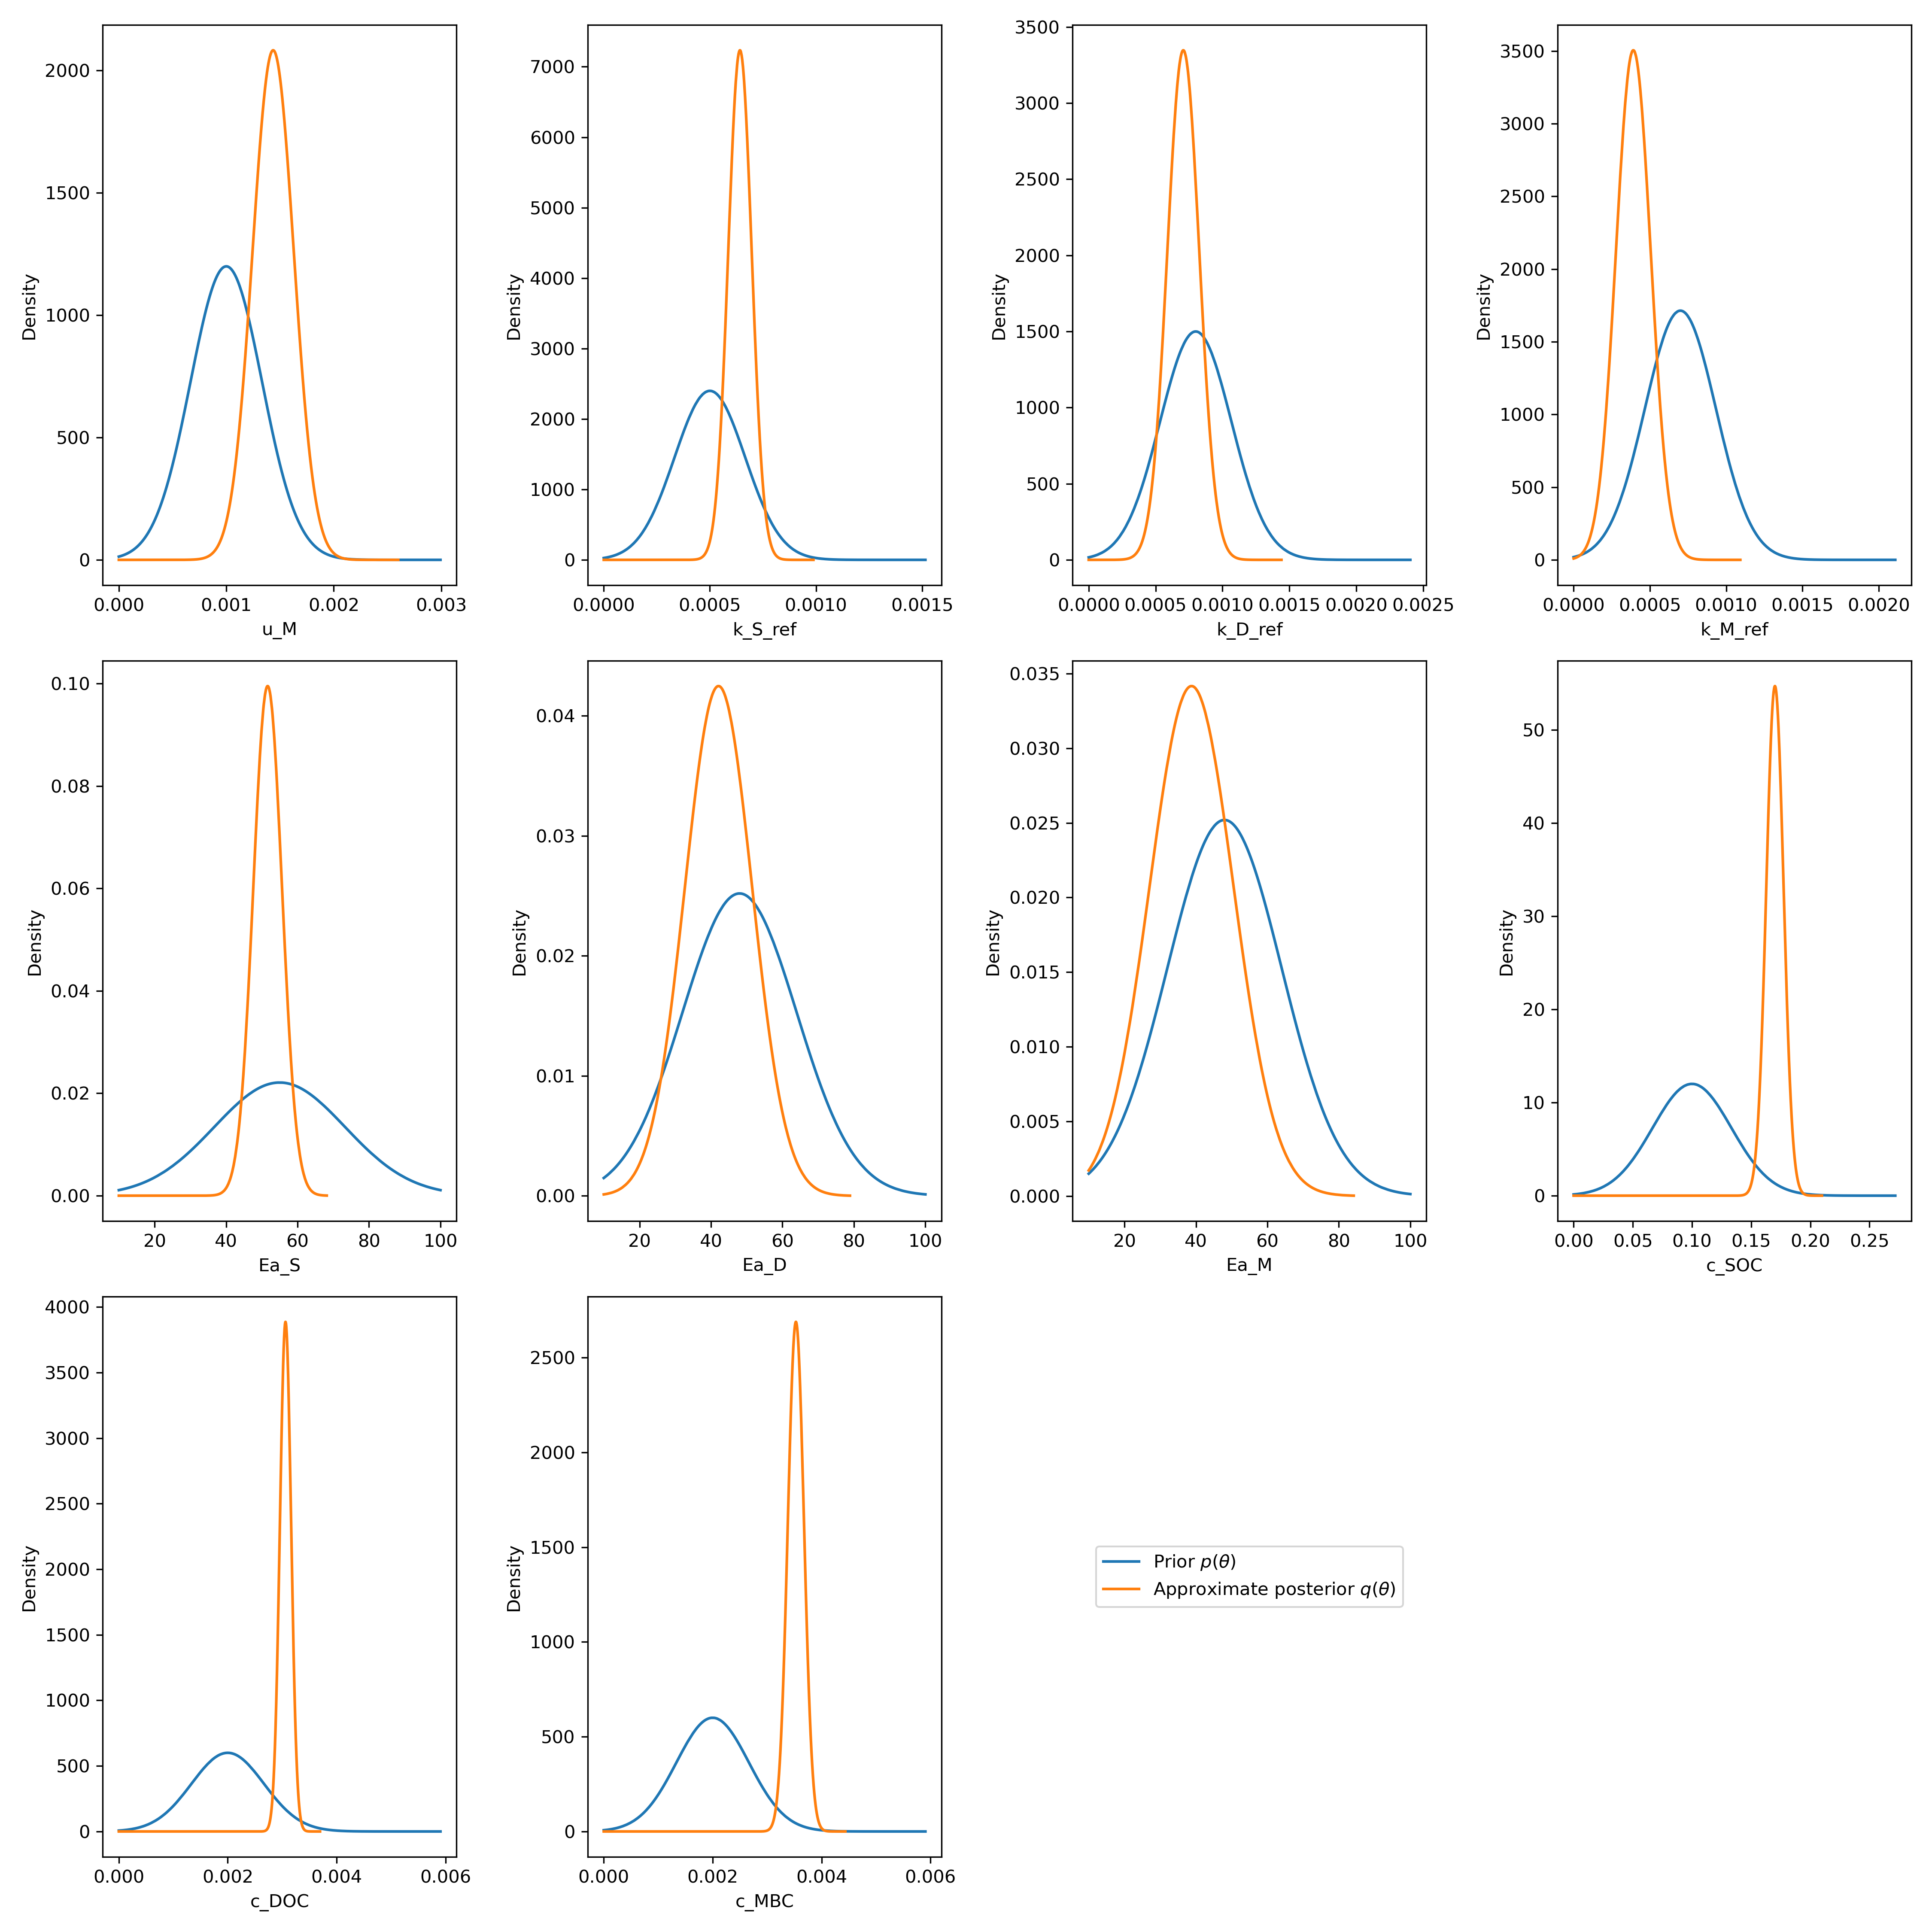 2000
1500
1000
500
0
Density
0.000 0.001 0.002 0.003
u_M
7000
6000
5000
4000
3000
2000
1000
0
Density
0.0000 0.0005 0.0010 0.0015
k_S_ref
3500
3000
2500
2000
1500
1000
500
0
Density
0.0000 0.0005 0.0010 0.0015 0.0020 0.0025
k_D_ref
3500
3000
2500
2000
1500
1000
500
0
Density
0.0000 0.0005 0.0010 0.0015 0.0020
k_M_ref
0.10
0.08
0.06
0.04
0.02
0.00
Density
20 40 60 80 100
Ea_S
0.04
0.03
0.02
0.01
0.00
Density
20 40 60 80 100
Ea_D
0.035
0.030
0.025
0.020
0.015
0.010
0.005
0.000
Density
20 40 60 80 100
Ea_M
50
40
30
20
10
0
Density
0.00 0.05 0.10 0.15 0.20 0.25
c_SOC
4000
3500
3000
2500
2000
1500
1000
500
0
Density
0.000 0.002 0.004 0.006
c_DOC
2500
2000
1500
1000
500
0
Density
0.000 0.002 0.004 0.006
c_MBC
Prior p(θ)
Approximate posterior q(θ)